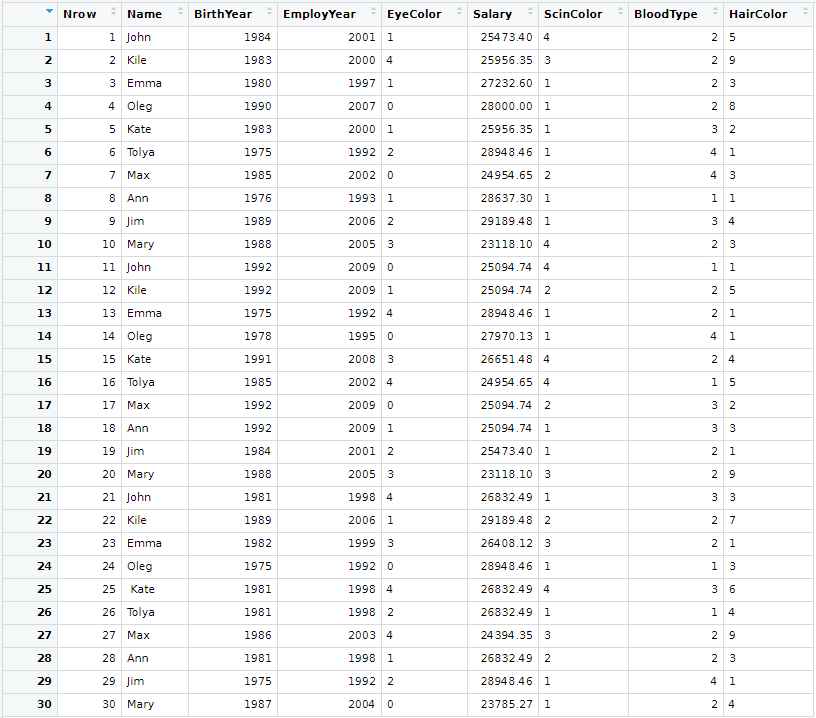 Nrow Name BirthYear EmployYear EyeColor Salary ScinColor BloodType HairColor
1 1 John 1984 2001 1 25473.40 4 2 5
2 2 Kile 1983 2000 4 25956.35 3 2 9
3 3 Emma 1980 1997 1 27232.60 1 2 3
4 4 Oleg 1990 2007 0 28000.00 1 2 8
5 5 Kate 1983 2000 1 25956.35 1 3 2
6 6 Tolya 1975 1992 2 28948.46 1 4 1
7 7 Max 1985 2002 0 24954.65 2 4 3
8 8 Ann 1976 1993 1 28637.30 1 1 1
9 9 Jim 1989 2006 2 29189.48 1 3 4
10 10 Mary 1988 2005 3 23118.10 4 2 3
11 11 John 1992 2009 0 25094.74 4 1 1
12 12 Kile 1992 2009 1 25094.74 2 2 5
13 13 Emma 1975 1992 4 28948.46 1 2 1
14 14 Oleg 1978 1995 0 27970.13 1 4 1
15 15 Kate 1991 2008 3 26651.48 4 2 4
16 16 Tolya 1985 2002 4 24954.65 4 1 5
17 17 Max 1992 2009 0 25094.74 2 3 2
18 18 Ann 1992 2009 1 25094.74 1 3 3
19 19 Jim 1984 2001 2 25473.40 1 2 1
20 20 Mary 1988 2005 3 23118.10 3 2 9
21 21 John 1981 1998 4 26832.49 1 3 3
22 22 Kile 1989 2006 1 29189.48 2 2 7
23 23 Emma 1982 1999 3 26408.12 3 2 1
24 24 Oleg 1975 1992 0 28948.46 1 1 3
25 25 Kate 1981 1998 4 26832.49 4 3 6
26 26 Tolya 1981 1998 2 26832.49 1 1 4
27 27 Max 1986 2003 4 24394.35 3 2 9
28 28 Ann 1981 1998 1 26832.49 2 2 3
29 29 Jim 1975 1992 2 28948.46 1 4 1
30 30 Mary 1987 2004 0 23785.27 1 2 4